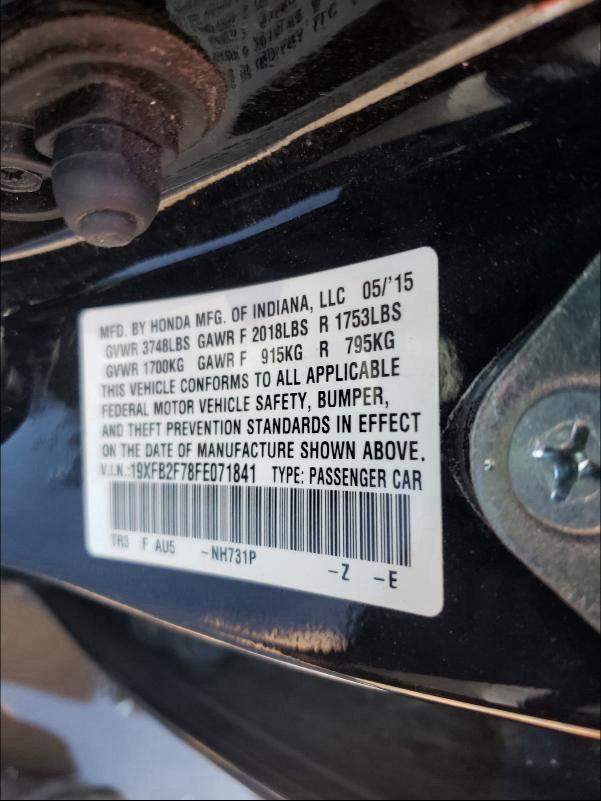 MFD. BY HONDA MFG. OF INDIANA, LLC 05/'15
GVWR 3748LBS GAWR F 2018LBS R 1753LBS
GVWR 1700KG GAWR F 915KG R 795KG
THIS VEHICLE CONFORMS TO ALL APPLICABLE
FEDERAL MOTOR VEHICLE SAFETY, BUMPER,
AND THEFT PREVENTION STANDARDS IN EFFECT
ON THE DATE OF MANUFACTURE SHOWN ABOVE.
V.I.N.:19XFB2F78FE071841 TYPE: PASSENGER CAR
TR3 F AU5 -NH731P
-Z -E